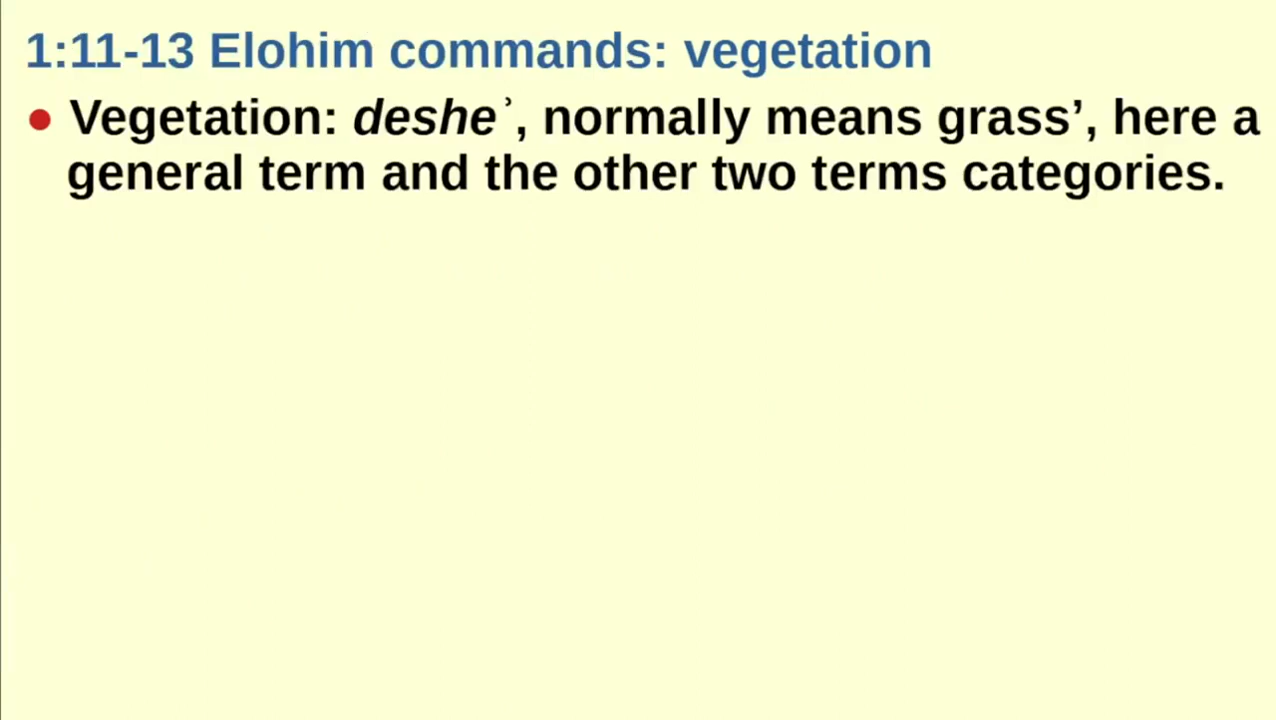 1:11-13 Elohim commands: vegetation
● Vegetation: desheʾ, normally means grass’, here a
general term and the other two terms categories.